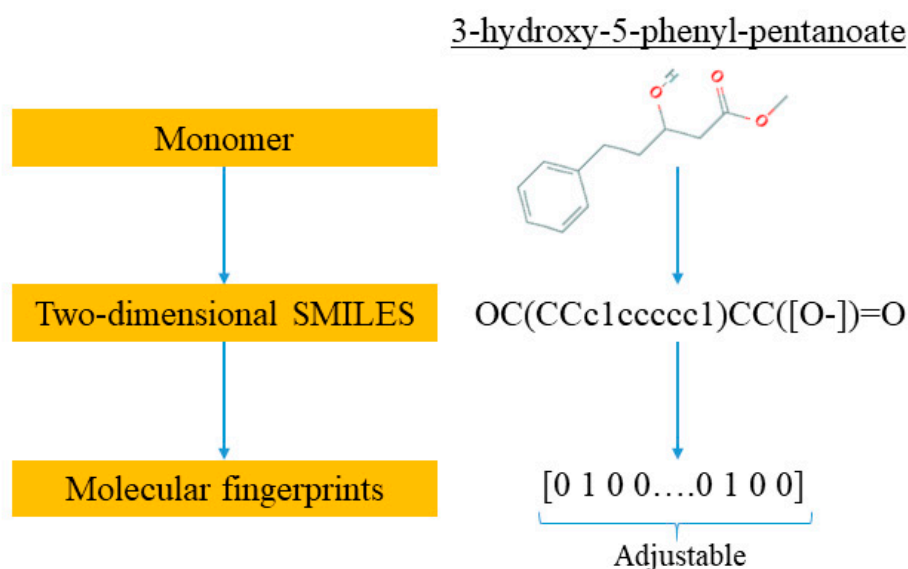 3-hydroxy-5-phenyl-pentanoate
H
O
O
O
Monomer
Two-dimensional SMILES
OC(CCc1ccccc1)CC([O-])=O
Molecular fingerprints
[0 1 0 0....0 1 0 0]
Adjustable